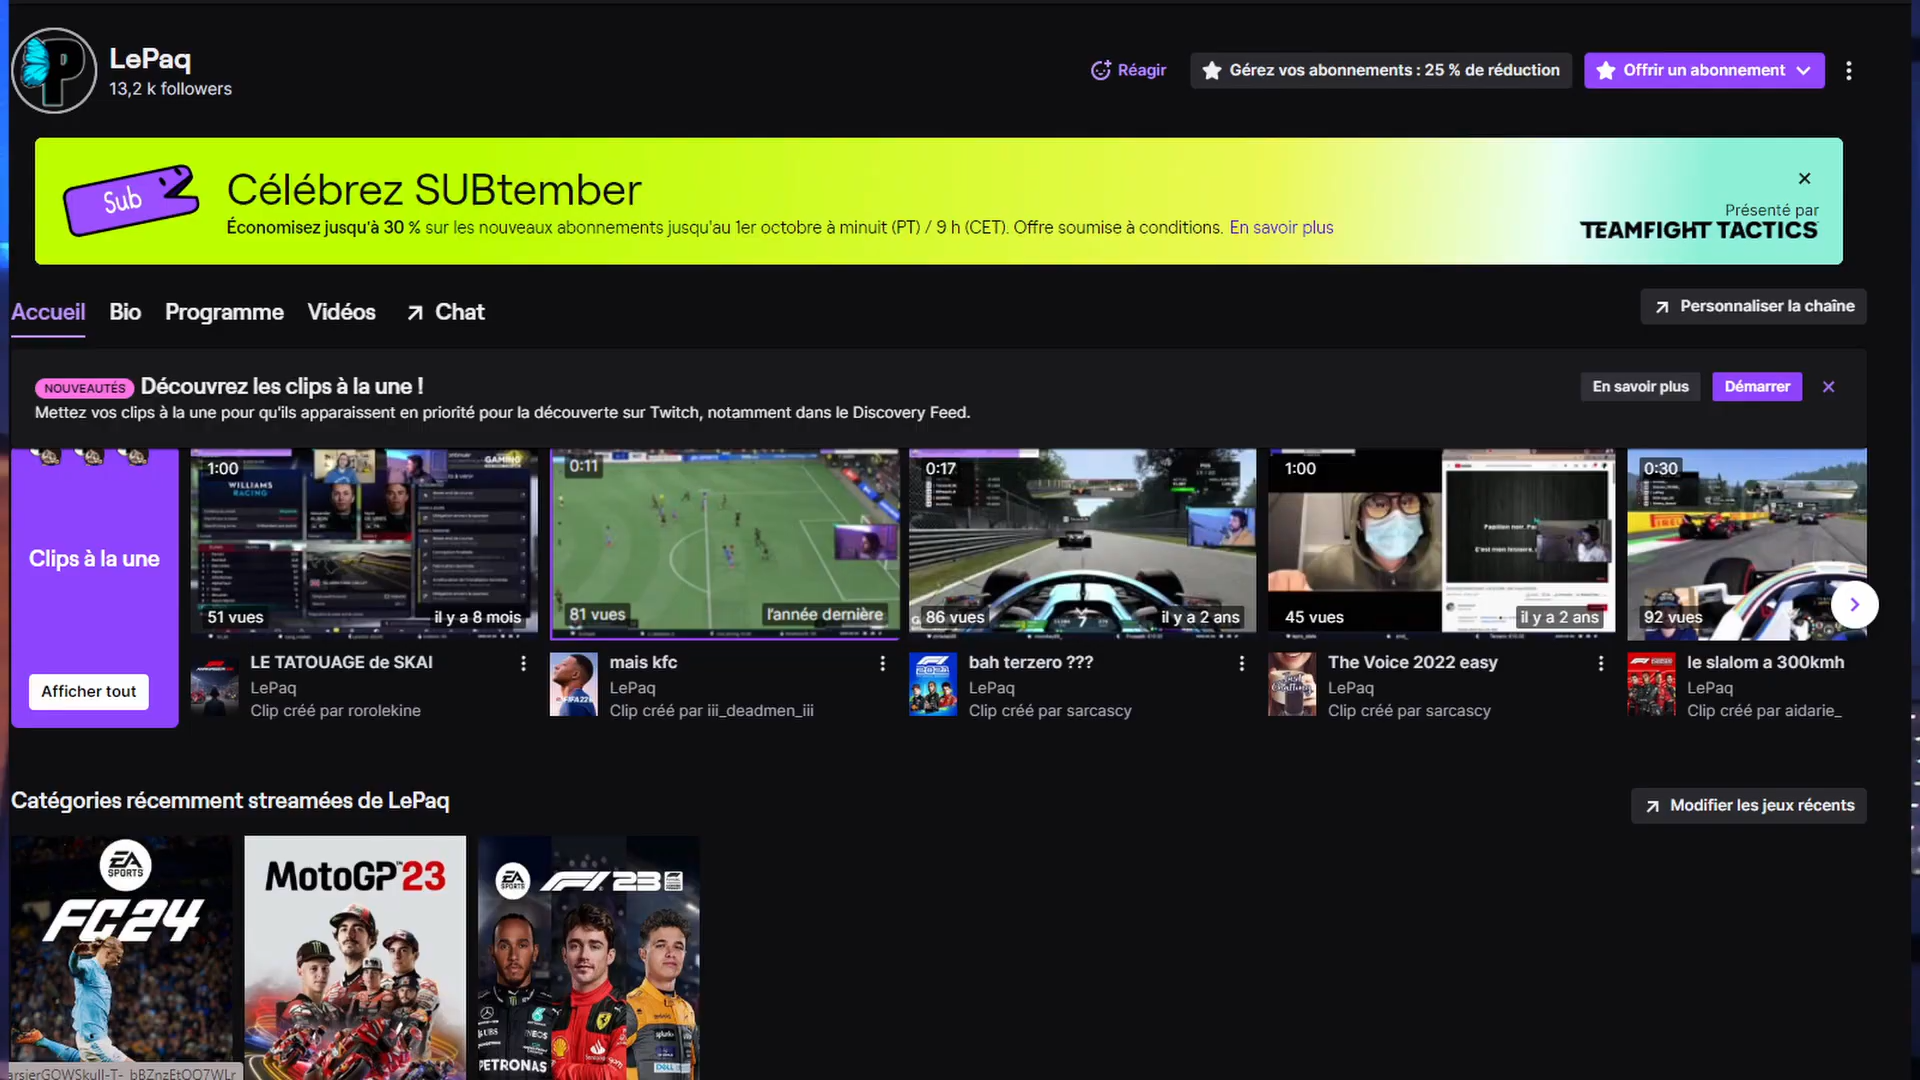 LePaq
13,2 k followers
Réagir
Gérez vos abonnements : 25 % de réduction
Offrir un abonnement
Sub
Célébrez SUBtember
Économisez jusqu'à 30 % sur les nouveaux abonnements jusqu'au 1er octobre à minuit (PT) / 9 h (CET). Offre soumise à conditions. En savoir plus
Présenté par
TEAMFIGHT TACTICS
Accueil
Bio
Programme
Vidéos
Chat
Personnaliser la chaîne
NOUVEAUTÉS Découvrez les clips à la une !
Mettez vos clips à la une pour qu'ils apparaissent en priorité pour la découverte sur Twitch, notamment dans le Discovery Feed.
En savoir plus
Démarrer
Clips à la une
Afficher tout
1:00
WILLIAMS
RACING
GAMING
51 vues
il y a 8 mois
LE TATOUAGE de SKAI
LePaq
Clip créé par rorolekine
0:11
81 vues
l'année dernière
mais kfc
LePaq
Clip créé par iii_deadmen_iii
0:17
86 vues
il y a 2 ans
bah terzero ???
LePaq
Clip créé par sarcascy
1:00
45 vues
il y a 2 ans
Just
Chatting
The Voice 2022 easy
LePaq
Clip créé par sarcascy
0:30
92 vues
le slalom a 300kmh
LePaq
Clip créé par aidarie_
Catégories récemment streamées de LePaq
Modifier les jeux récents
EA
SPORTS
FC24
MotoGP™23
EA
SPORTS
F1 23
PETRONAS